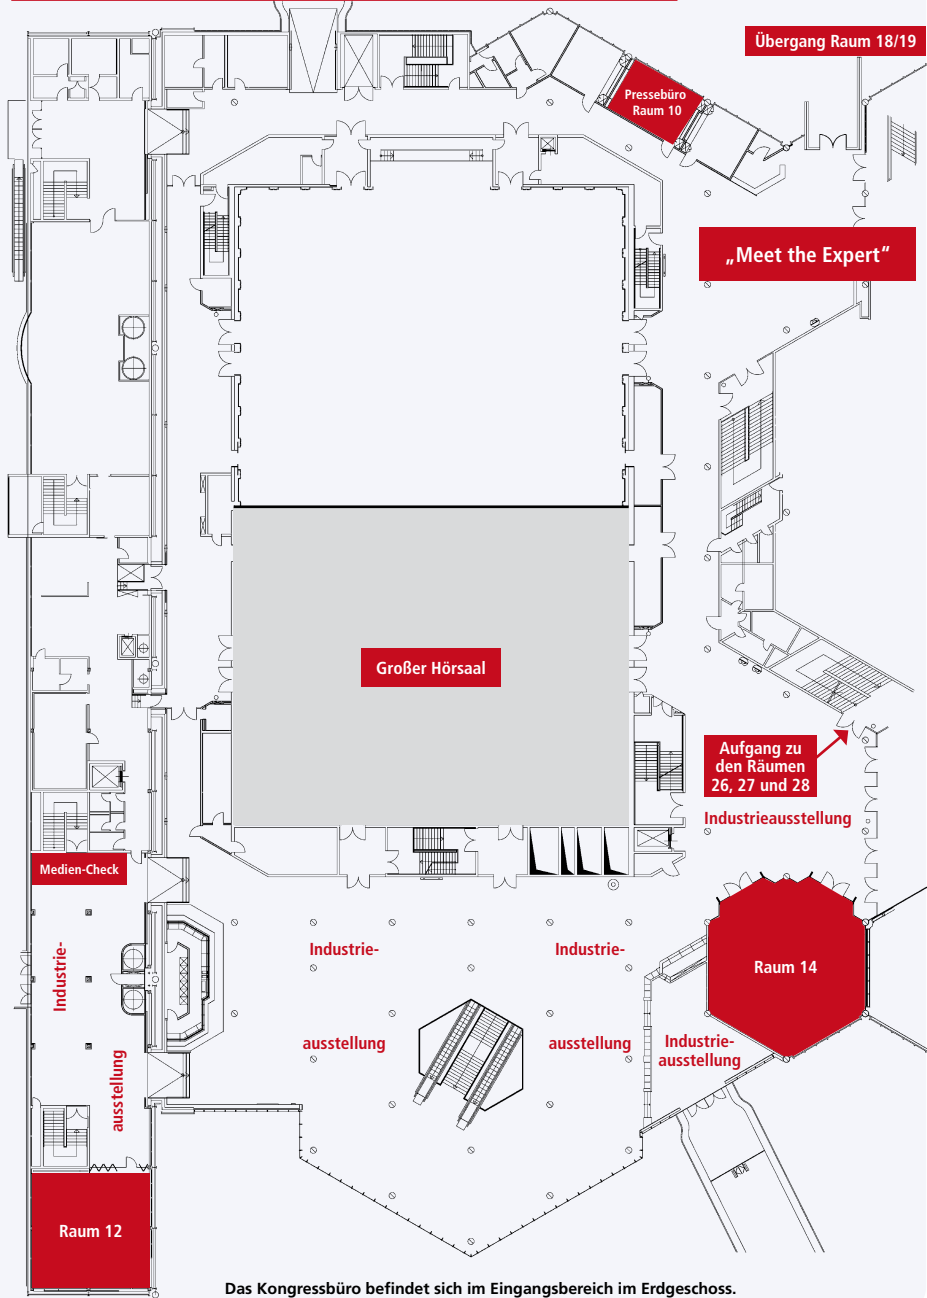 Übergang Raum 18/19
Pressebüro
Raum 10
„Meet the Expert“
Großer Hörsaal
Aufgang zu
den Räumen
26, 27 und 28
Industrieausstellung
Medien-Check
Industrie-
ausstellung
Industrie-
ausstellung
Industrie-
ausstellung
Raum 14
Industrie-
ausstellung
Raum 12
Das Kongressbüro befindet sich im Eingangsbereich im Erdgeschoss.